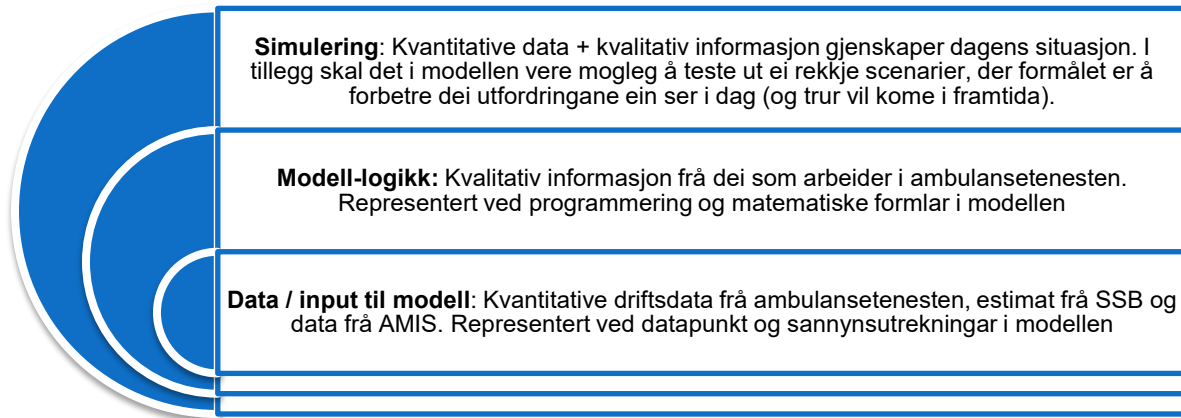 Simulering: Kvantitative data + kvalitativ informasjon gjenskaper dagens situasjon. I
tillegg skal det i modellen vere mogleg å teste ut ei rekkje scenarier, der formålet er å
forbetre dei utfordringane ein ser i dag (og trur vil kome i framtida).
Modell-logikk: Kvalitativ informasjon frå dei som arbeider i ambulansetenesten.
Representert ved programmering og matematiske formlar i modellen
Data / input til modell: Kvantitative driftsdata frå ambulansetenesten, estimat frå SSB og
data frå AMIS. Representert ved datapunkt og sannynsutrekningar i modellen